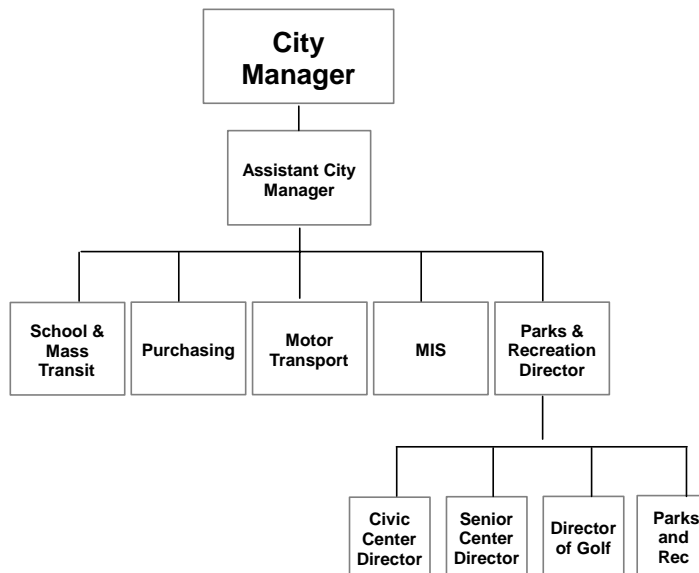 City
Manager
Assistant City
Manager
School &
Mass
Transit
Purchasing
Motor
Transport
MIS
Parks &
Recreation
Director
Civic
Center
Director
Senior
Center
Director
Director
of Golf
Parks
and
Rec